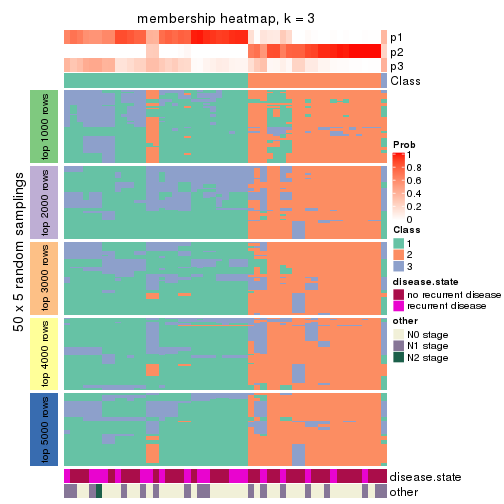 membership heatmap, k = 3
p1
p2
p3
Class
50 x 5 random samplings
top 1000 rows
top 2000 rows
top 3000 rows
top 4000 rows
top 5000 rows
disease.state
other
Prob
1
0.8
0.6
0.4
0.2
0
Class
1
2
3
disease.state
no recurrent disease
recurrent disease
other
N0 stage
N1 stage
N2 stage